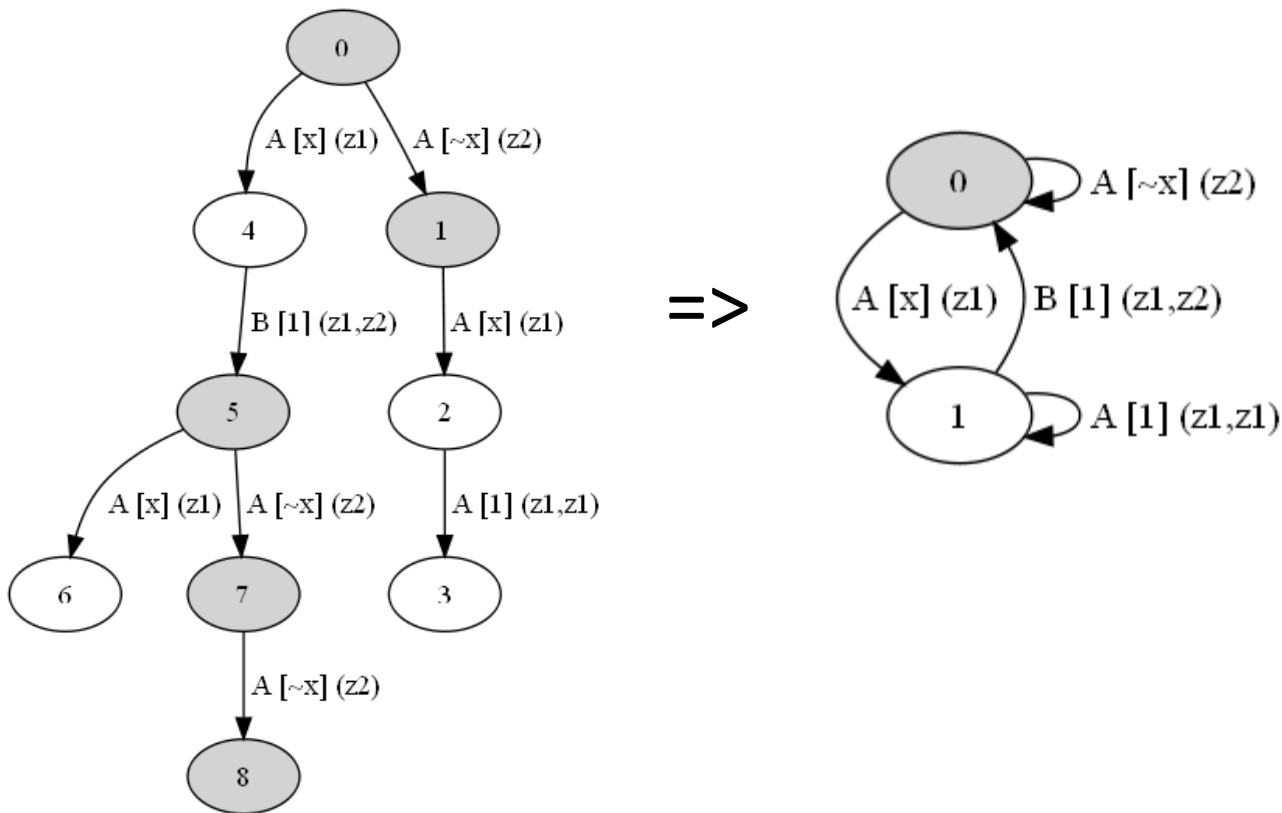 0
A [x] (z1)
A [~x] (z2)
4
1
B [1] (z1,z2)
A [x] (z1)
5
2
A [x] (z1)
A [~x] (z2)
A [1] (z1,z1)
6
7
3
A [~x] (z2)
8
=>
0
A [~x] (z2)
A [x] (z1)
B [1] (z1,z2)
1
A [1] (z1,z1)